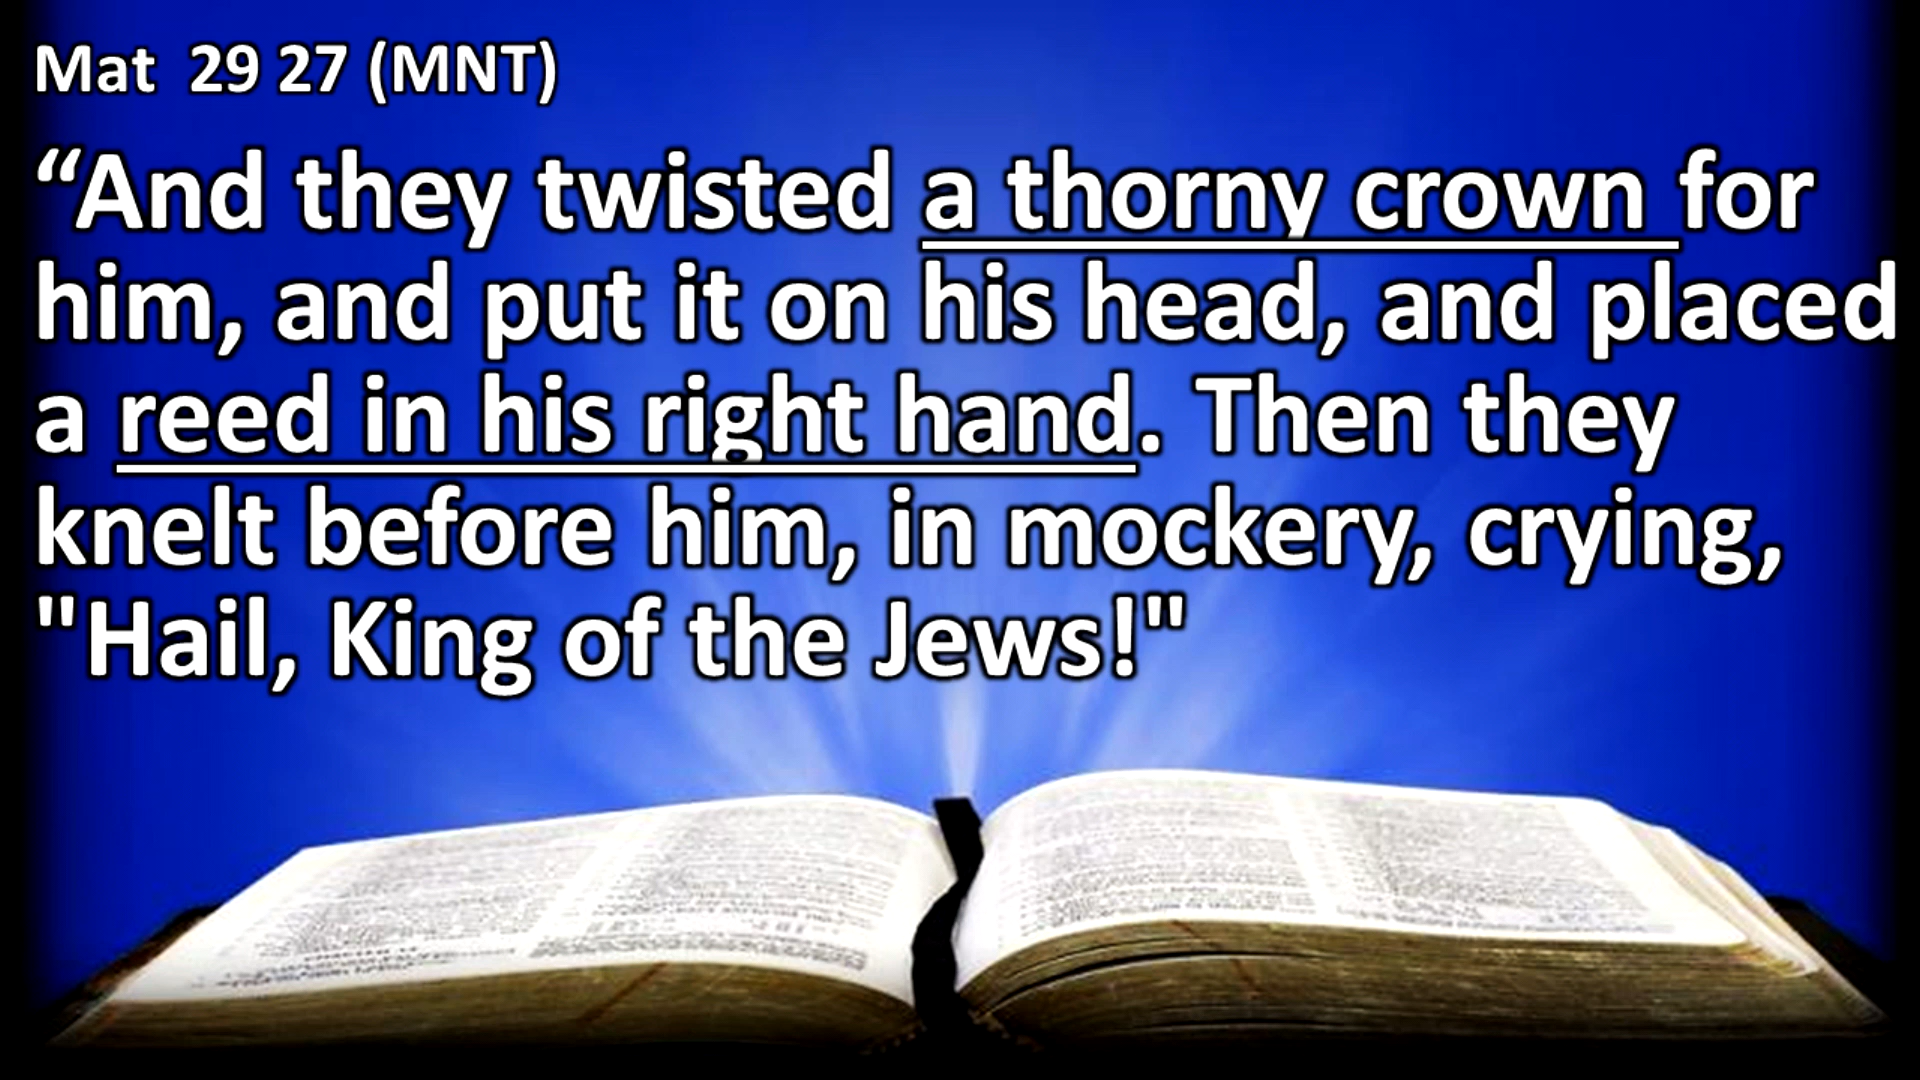 Mat  29 27 (MNT)
“And they twisted a thorny crown for
him, and put it on his head, and placed
a reed in his right hand. Then they
knelt before him, in mockery, crying,
"Hail, King of the Jews!"